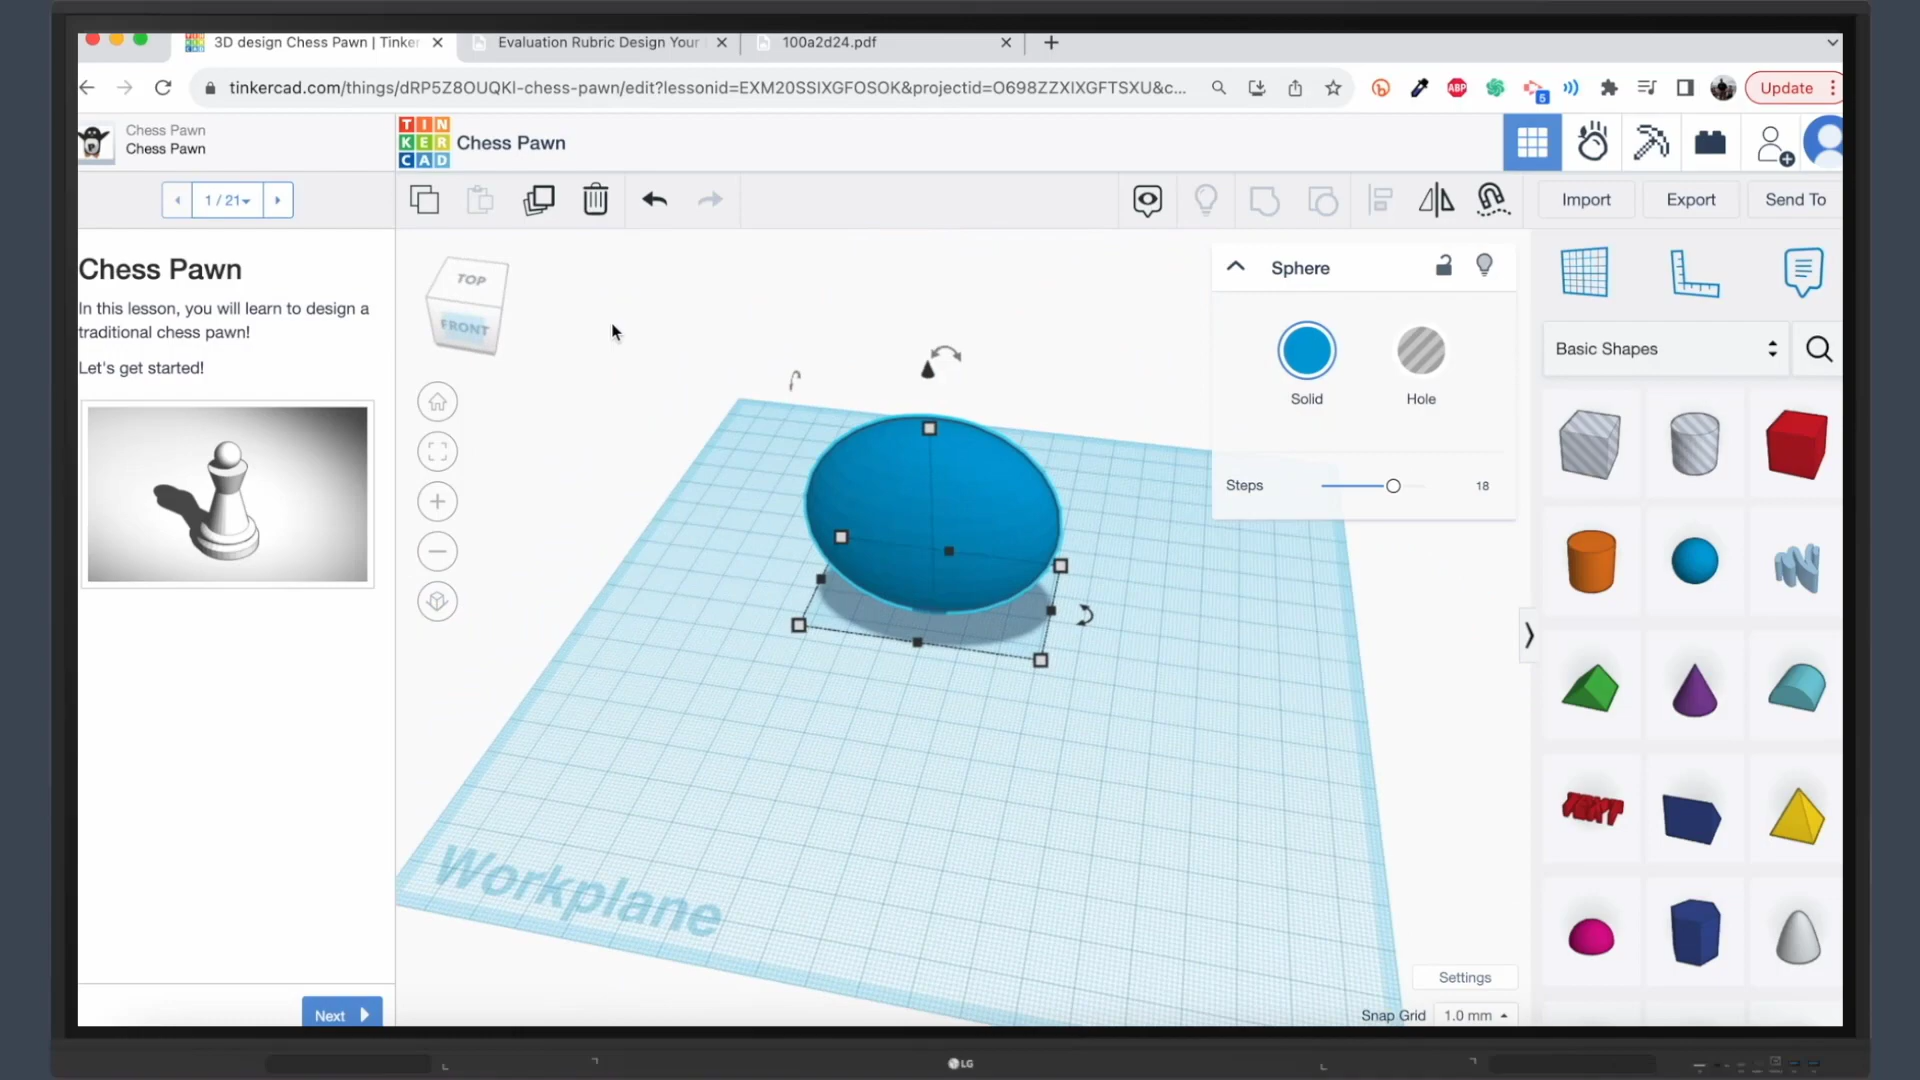 3D design Chess Pawn | Tinker
Evaluation Rubric Design Your
100a2d24.pdf
tinkercad.com/things/dRP5Z8OUQKI-chess-pawn/edit?lessonid=EXM20SSIXGFOSOK&projectid=O698ZZXIXGFTSXU&c...
ABP
6
Update
Chess Pawn
Chess Pawn
TIN
KER
CAD
Chess Pawn
1 / 21
Import
Export
Send To
Chess Pawn
In this lesson, you will learn to design a
traditional chess pawn!
Let's get started!
TOP
FRONT
Sphere
Solid
Hole
Steps
18
Basic Shapes
TEXT
Workplane
Settings
Snap Grid
1.0 mm
Next
LG